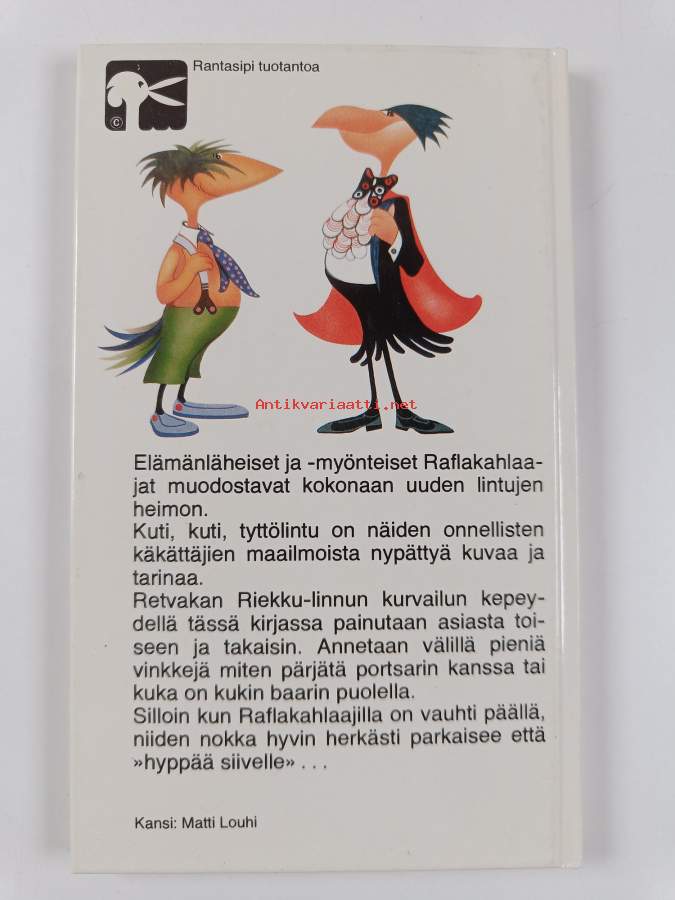 Rantasipi tuotantoa
©
Antikvariaatti.net
Elämänläheiset ja -myönteiset Raflakahlaa-
jat muodostavat kokonaan uuden lintujen
heimon.
Kuti, kuti, tyttölintu on näiden onnellisten
käkättäjien maailmoista nypättyä kuvaa ja
tarinaa.
Retvakan Riekku-linnun kurvailun kepey-
dellä tässä kirjassa painutaan asiasta toi-
seen ja takaisin. Annetaan välillä pieniä
vinkkejä miten pärjätä portsarin kanssa tai
kuka on kukin baarin puolella.
Silloin kun Raflakahlaajilla on vauhti päällä,
niiden nokka hyvin herkästi parkaisee että
»hyppää siivelle» . . .
Kansi: Matti Louhi